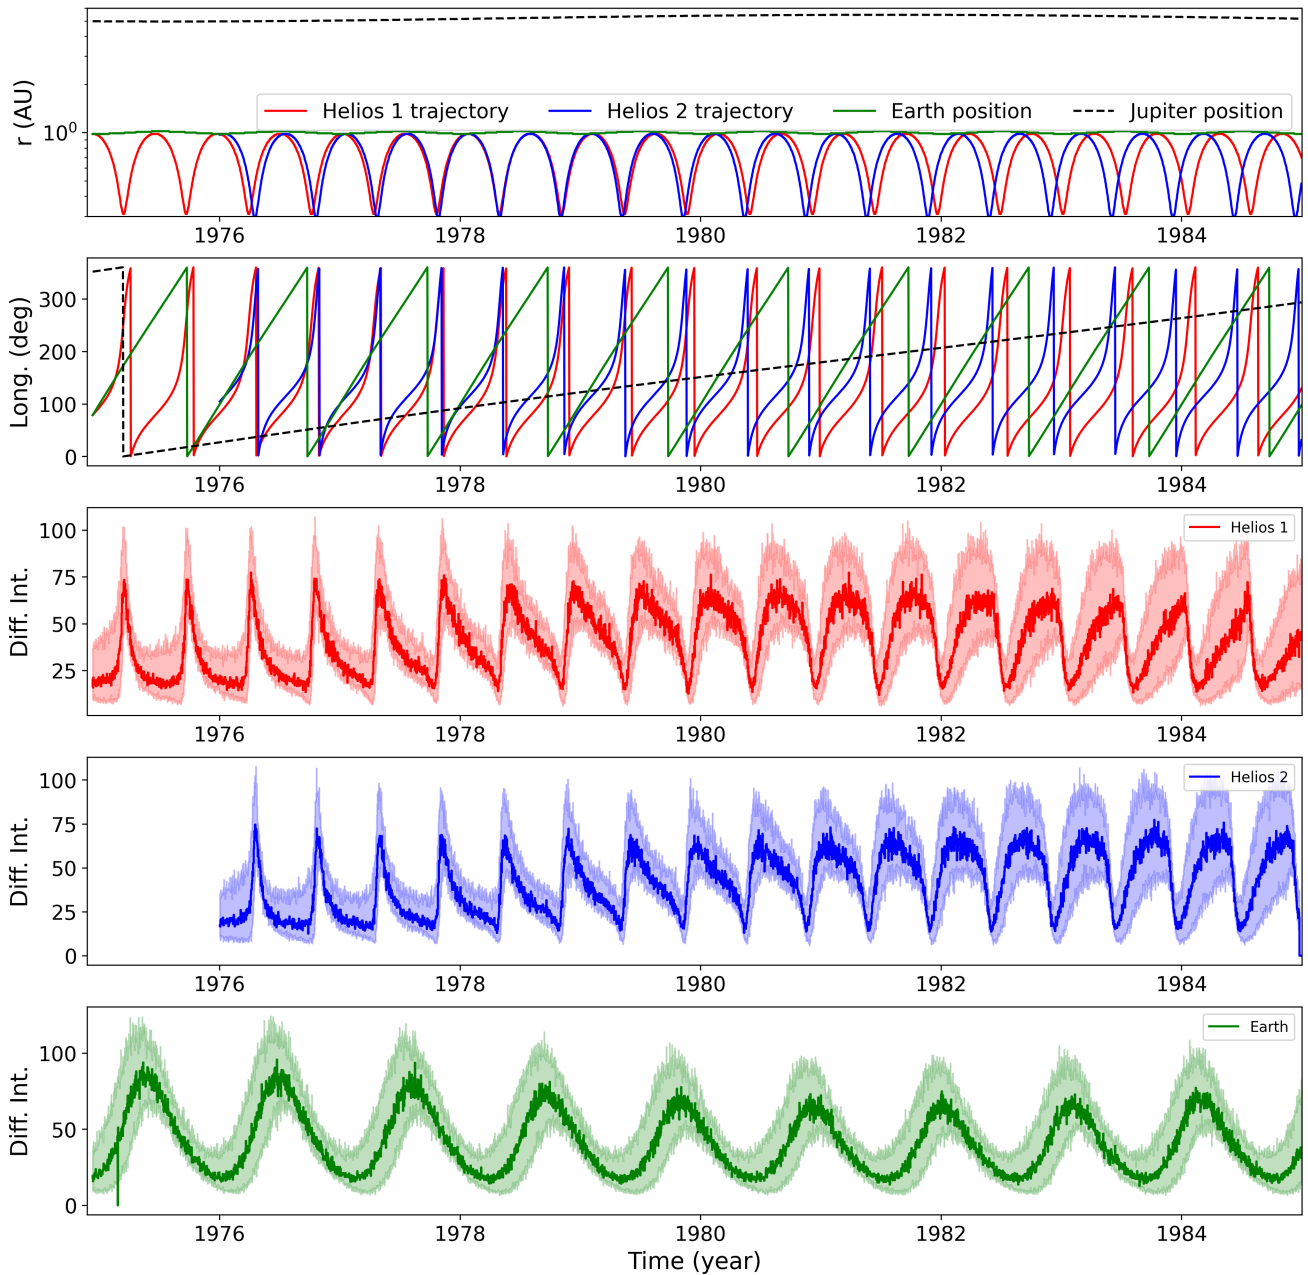 r (AU)
10⁰
Helios 1 trajectory Helios 2 trajectory Earth position Jupiter position
1976 1978 1980 1982 1984
Long. (deg)
300
200
100
0
1976 1978 1980 1982 1984
Diff. Int.
100
75
50
25
Helios 1
1976 1978 1980 1982 1984
Diff. Int.
100
75
50
25
0
Helios 2
1976 1978 1980 1982 1984
Diff. Int.
100
50
0
Earth
1976 1978 1980 1982 1984
Time (year)